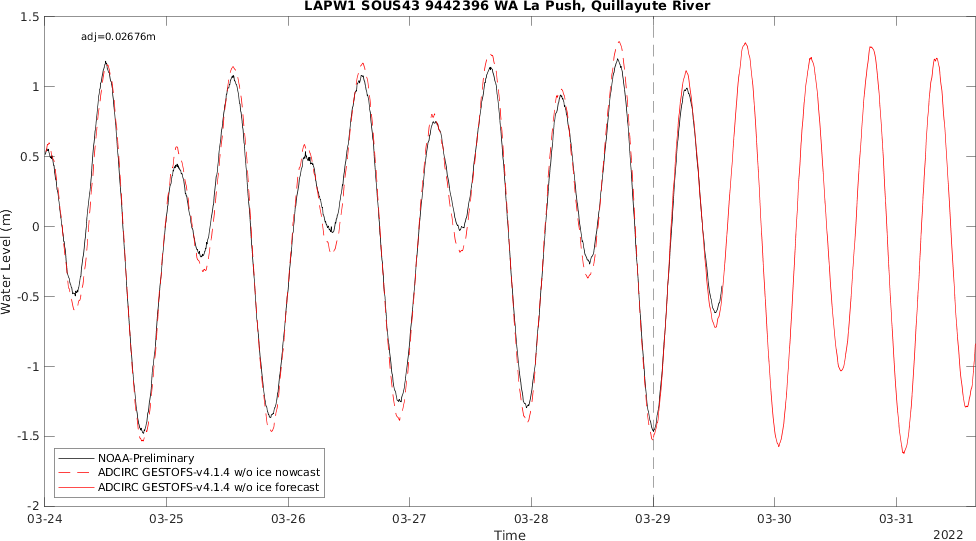 LAPW1 SOUS43 9442396 WA La Push, Quillayute River
adj=0.02676m
1.5
1
0.5
0
-0.5
-1
-1.5
-2
Water Level (m)
NOAA-Preliminary
ADCIRC GESTOFS-v4.1.4 w/o ice nowcast
ADCIRC GESTOFS-v4.1.4 w/o ice forecast
03-24 03-25 03-26 03-27 03-28 03-29 03-30 03-31
Time
2022